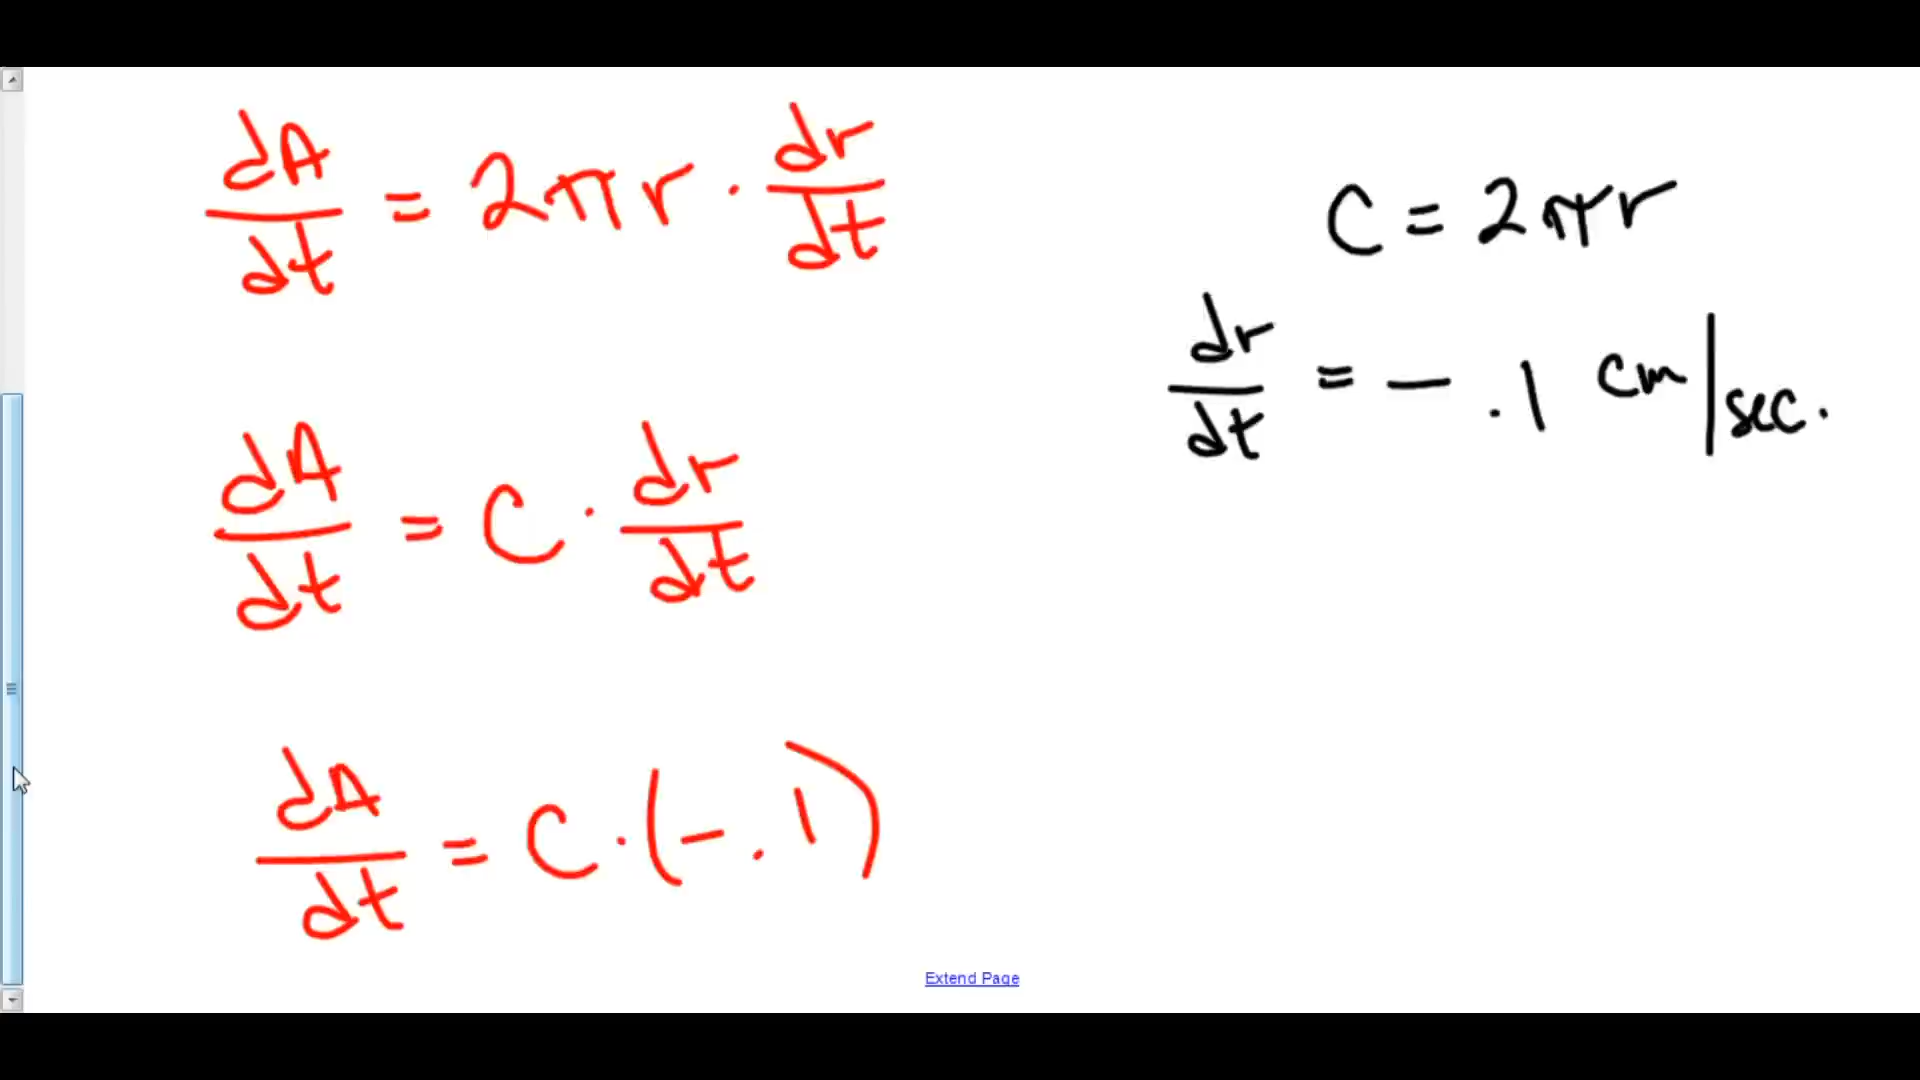 dA/dt = 2πr · dr/dt
C = 2πr
dr/dt = - .1 cm/sec.
dA/dt = C · dr/dt
dA/dt = C · (- .1)
Extend Page